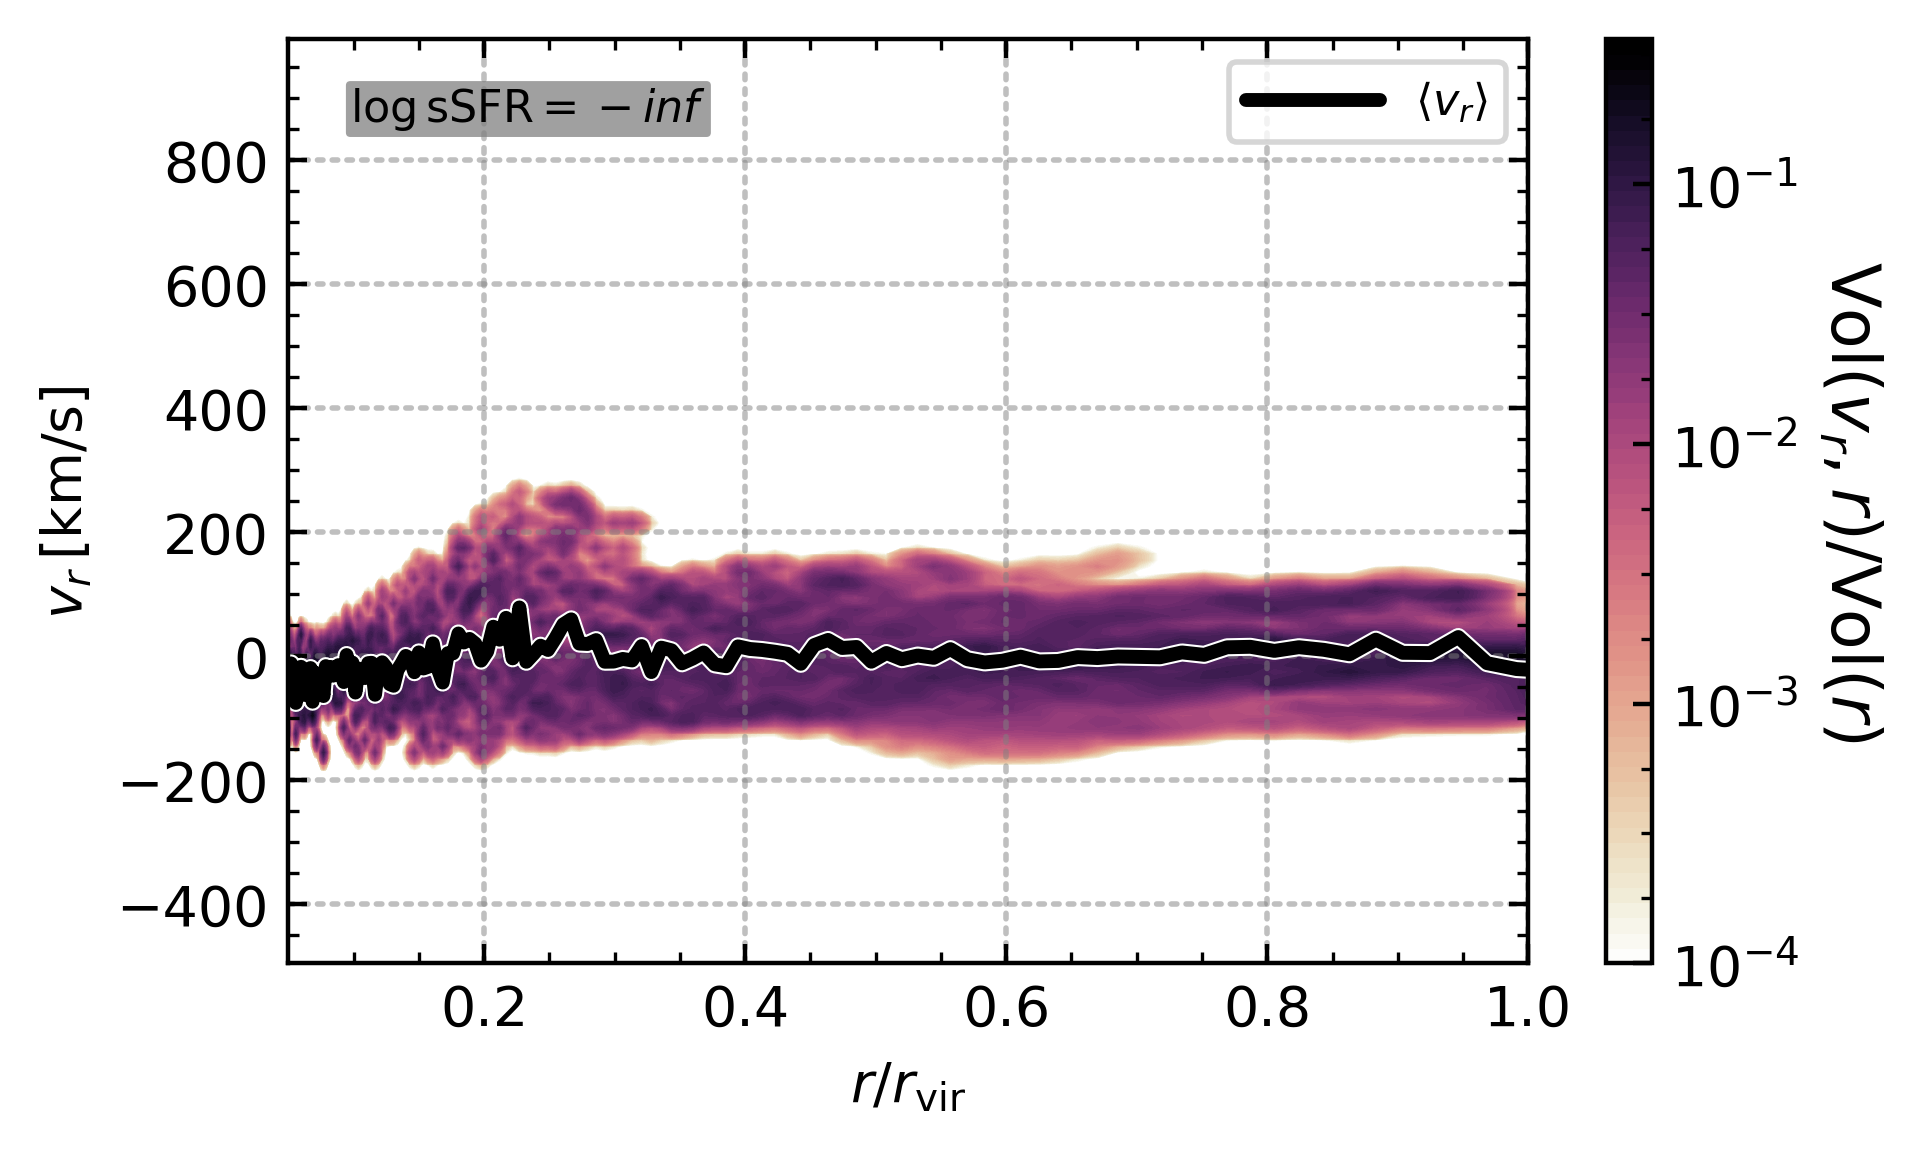 log sSFR = −inf
⟨v_r⟩
800
600
400
200
0
−200
−400
v_r [km/s]
0.2 0.4 0.6 0.8 1.0
r/r_vir
10^−1
10^−2
10^−3
10^−4
Vol(v_r, r)/Vol(r)